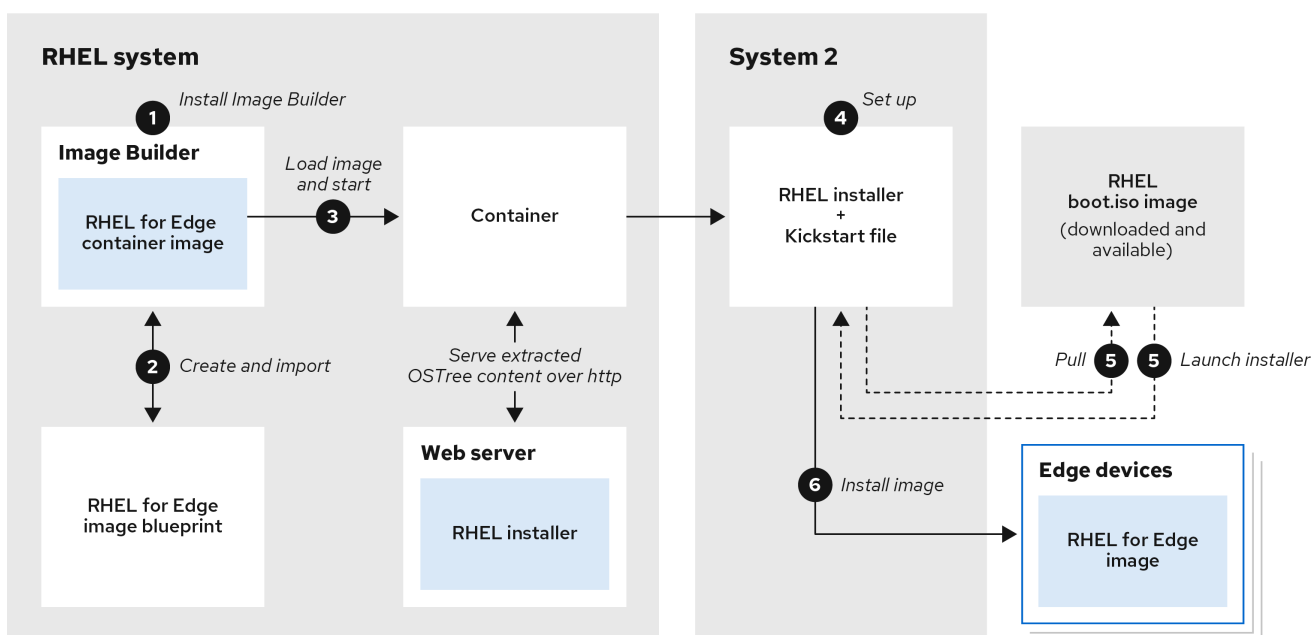 RHEL system
1
Install Image Builder
Image Builder
RHEL for Edge
container image
Load image
and start
3
Container
2
Create and import
Serve extracted
OSTree content over http
RHEL for Edge
image blueprint
Web server
RHEL installer
System 2
4
Set up
RHEL installer
+
Kickstart file
RHEL
boot.iso image
(downloaded and
available)
Pull
5
5
Launch installer
6
Install image
Edge devices
RHEL for Edge
image